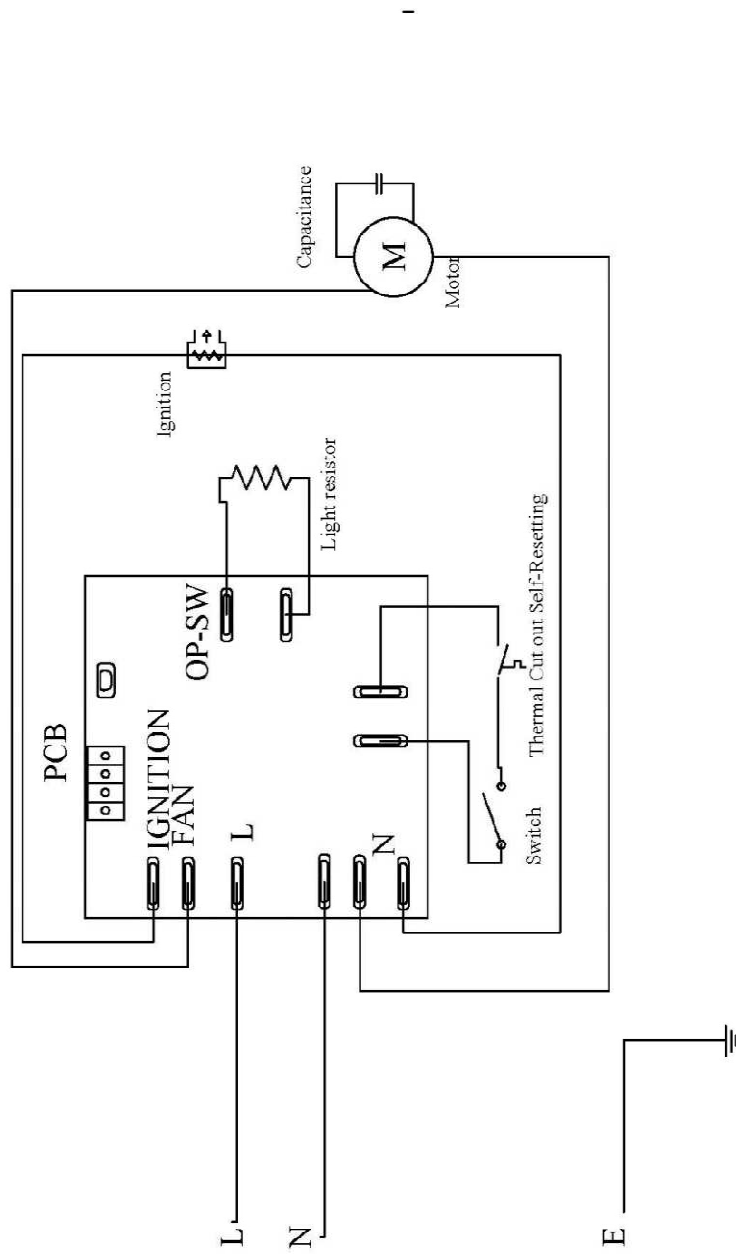 PCB
IGNITION
FAN
L
N
OP-SW
Ignition
Light resistor
Capacitance
M
Motor
Switch
Thermal Cut out Self-Resetting
L
N
E